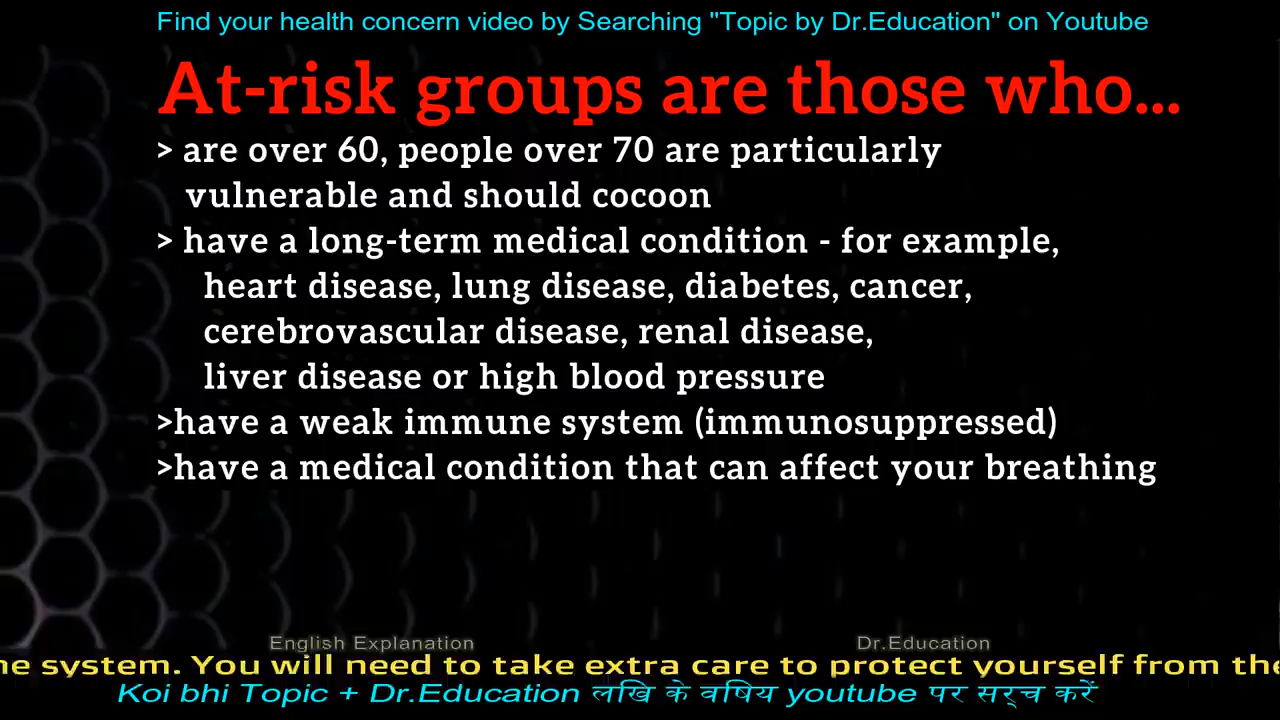 Find your health concern video by Searching "Topic by Dr.Education" on Youtube
At-risk groups are those who...
> are over 60, people over 70 are particularly
vulnerable and should cocoon
> have a long-term medical condition - for example,
heart disease, lung disease, diabetes, cancer,
cerebrovascular disease, renal disease,
liver disease or high blood pressure
>have a weak immune system (immunosuppressed)
>have a medical condition that can affect your breathing
English Explanation
Dr.Education
ne system. You will need to take extra care to protect yourself from the
Koi bhi Topic + Dr.Education लखि के वषिय youtube पर सर्च करें